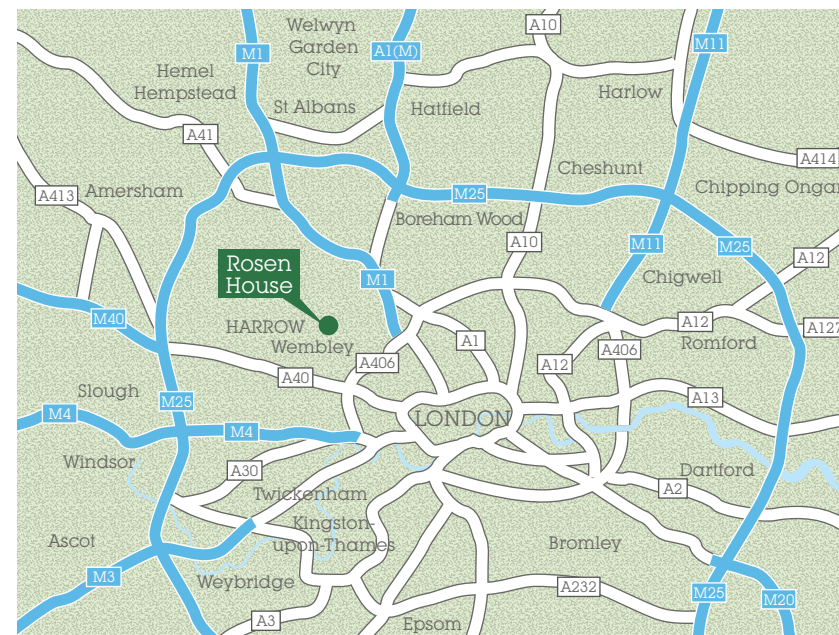 A10
Welwyn
Garden
City
M1
A1(M)
M11
Hemel
Hempstead
St Albans
Hatfield
Harlow
A41
A414
Cheshunt
Amersham
A413
M25
Chipping Ongar
Boreham Wood
A10
M11
M25
A12
Rosen
House
M1
Chigwell
M40
HARROW
Wembley
A406
A1
A12
A406
A12
Romford
A127
A40
Slough
M25
A13
M4
M4
LONDON
Windsor
A30
Dartford
Twickenham
A2
Kingston-
upon-Thames
Ascot
Bromley
M3
Weybridge
A232
M25
M20
A3
Epsom